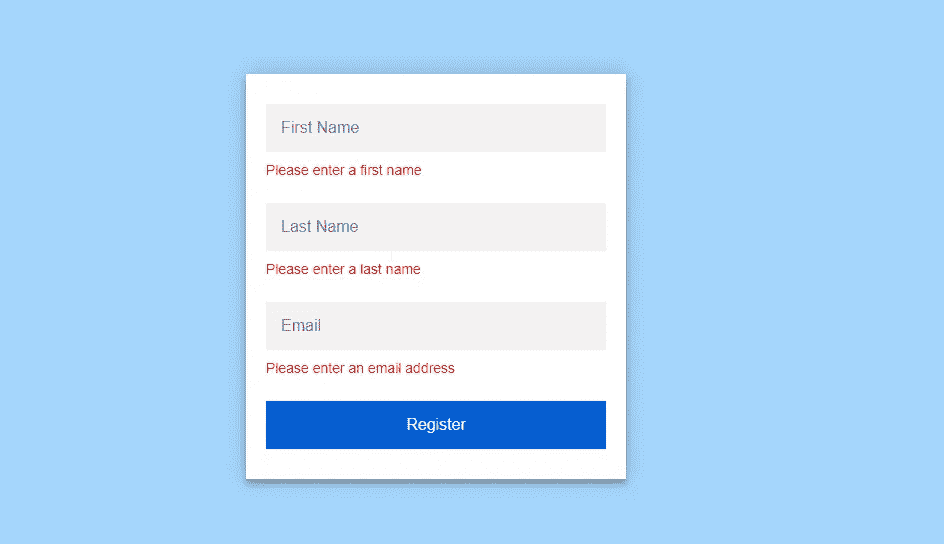 First Name
Please enter a first name
Last Name
Please enter a last name
Email
Please enter an email address
Register